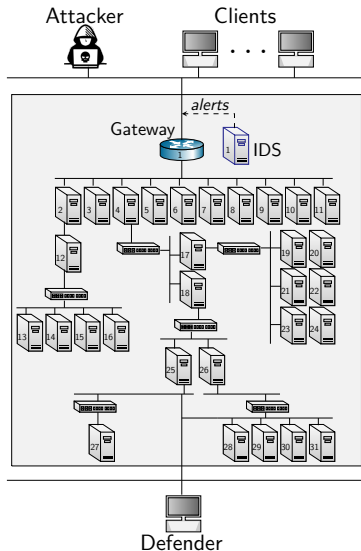 Attacker
Clients
alerts
Gateway
1
1
IDS
2 3 4 5 6 7 8 9 10 11
12
17
19 20
18
21 22
23 24
13 14 15 16
25 26
27
28 29 30 31
Defender